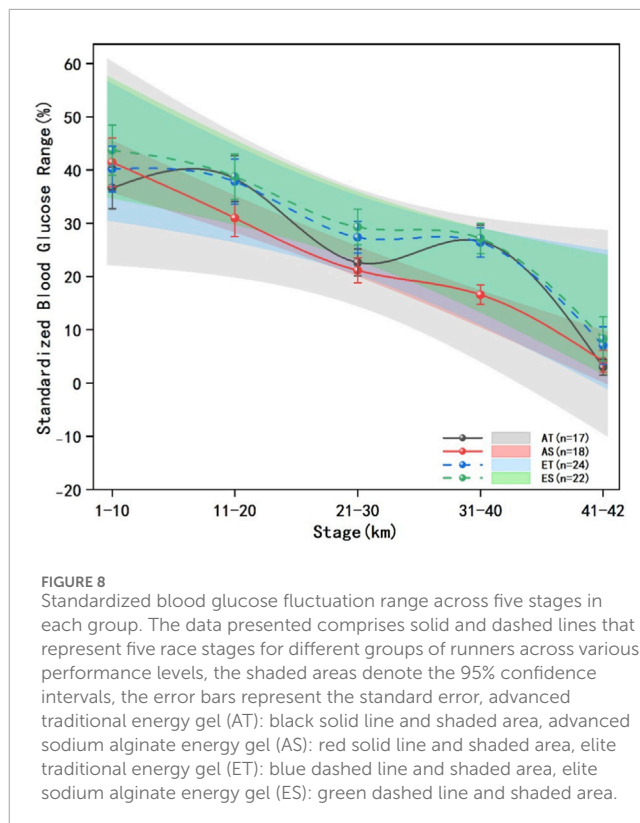 60
50
40
30
20
10
0
-10
-20
Standardized Blood Glucose Range(%)
AT(n=17)
AS(n=18)
ET(n=24)
ES(n=22)
1-10 11-20 21-30 31-40 41-42
Stage(km)
FIGURE 8
Standardized blood glucose fluctuation range across five stages in
each group. The data presented comprises solid and dashed lines that
represent five race stages for different groups of runners across various
performance levels, the shaded areas denote the 95% confidence
intervals, the error bars represent the standard error, advanced
traditional energy gel (AT): black solid line and shaded area, advanced
sodium alginate energy gel (AS): red solid line and shaded area, elite
traditional energy gel (ET): blue dashed line and shaded area, elite
sodium alginate energy gel (ES): green dashed line and shaded area.